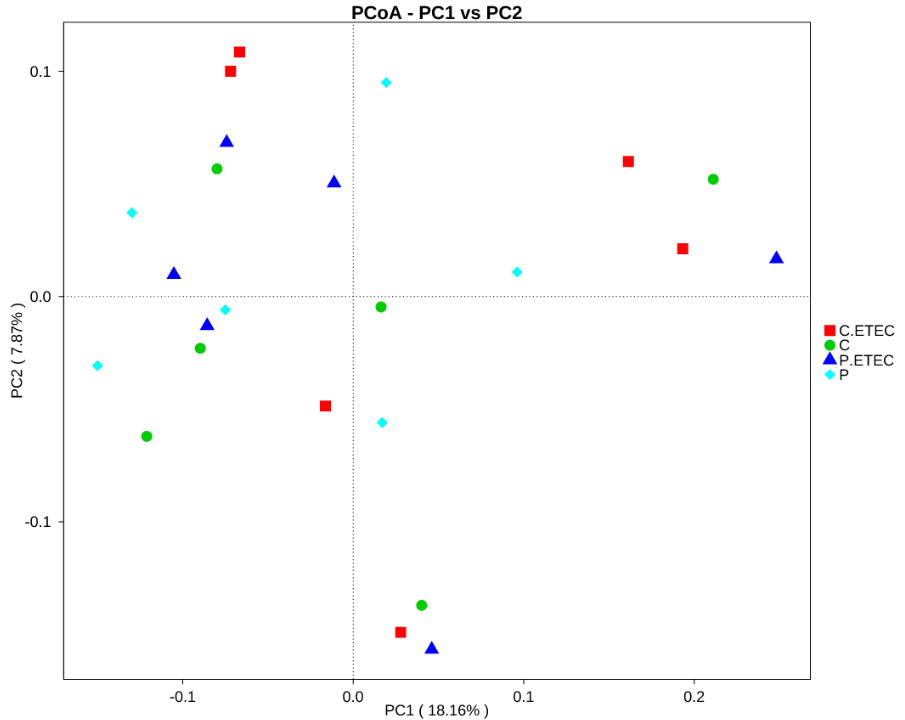 PCoA - PC1 vs PC2
0.1
0.0
-0.1
PC2 ( 7.87% )
-0.1
0.0
0.1
0.2
PC1 ( 18.16% )
C.ETEC
C
P.ETEC
P